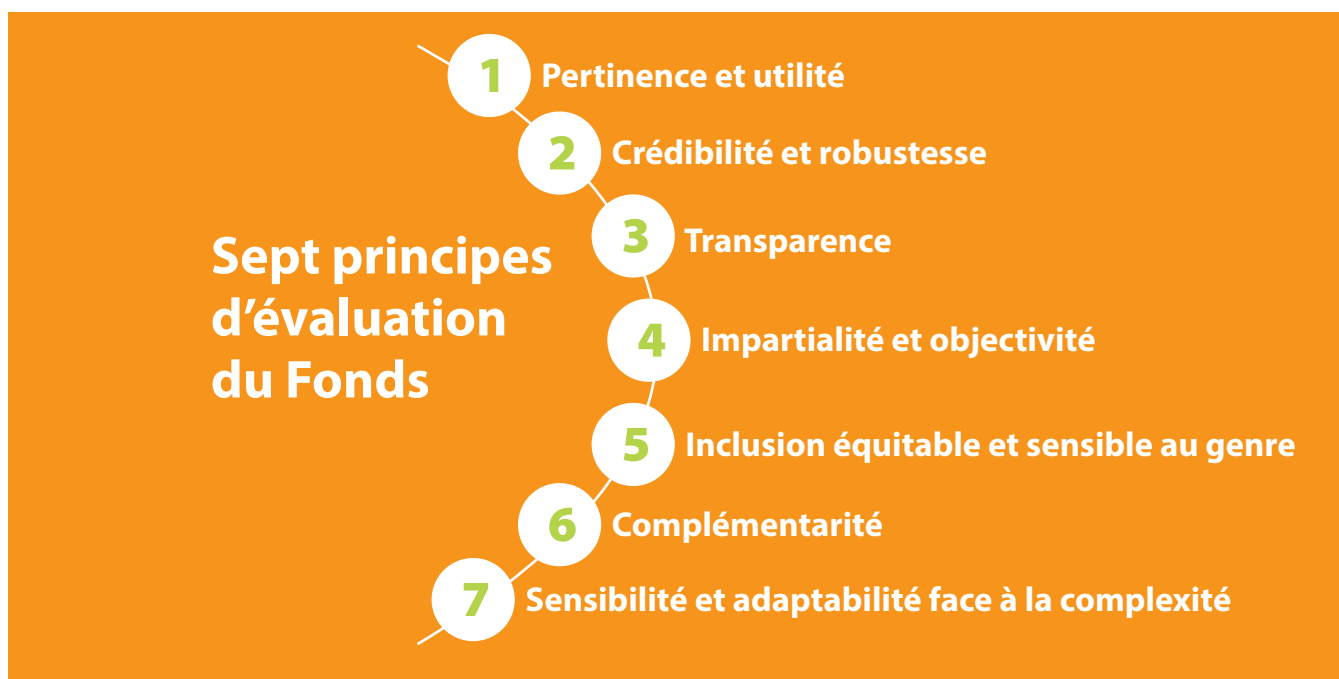 Sept principes
d’évaluation
du Fonds
1 Pertinence et utilité
2 Crédibilité et robustesse
3 Transparence
4 Impartialité et objectivité
5 Inclusion équitable et sensible au genre
6 Complémentarité
7 Sensibilité et adaptabilité face à la complexité